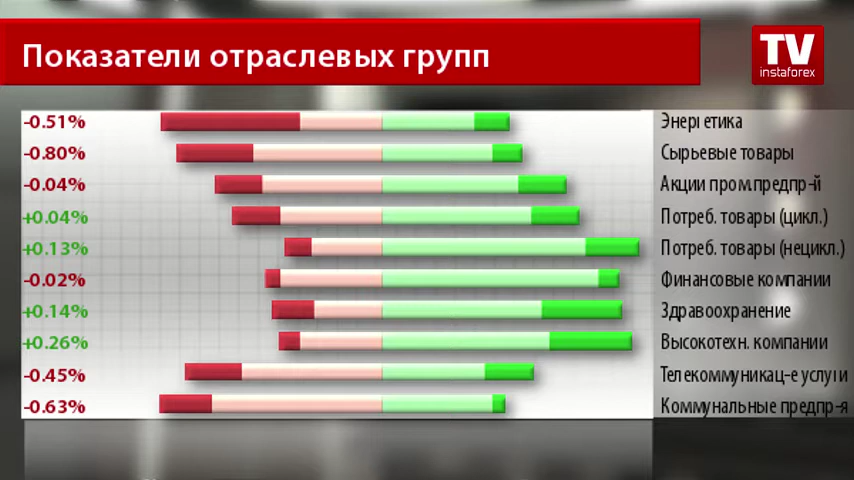 Показатели отраслевых групп
TV
instaforex
-0.51% Энергетика
-0.80% Сырьевые товары
-0.04% Акции пром.предпр-й
+0.04% Потреб. товары (цикл.)
+0.13% Потреб. товары (нецикл.)
-0.02% Финансовые компании
+0.14% Здравоохранение
+0.26% Высокотехн. компании
-0.45% Телекоммуникац-е услуги
-0.63% Коммунальные предпр-я